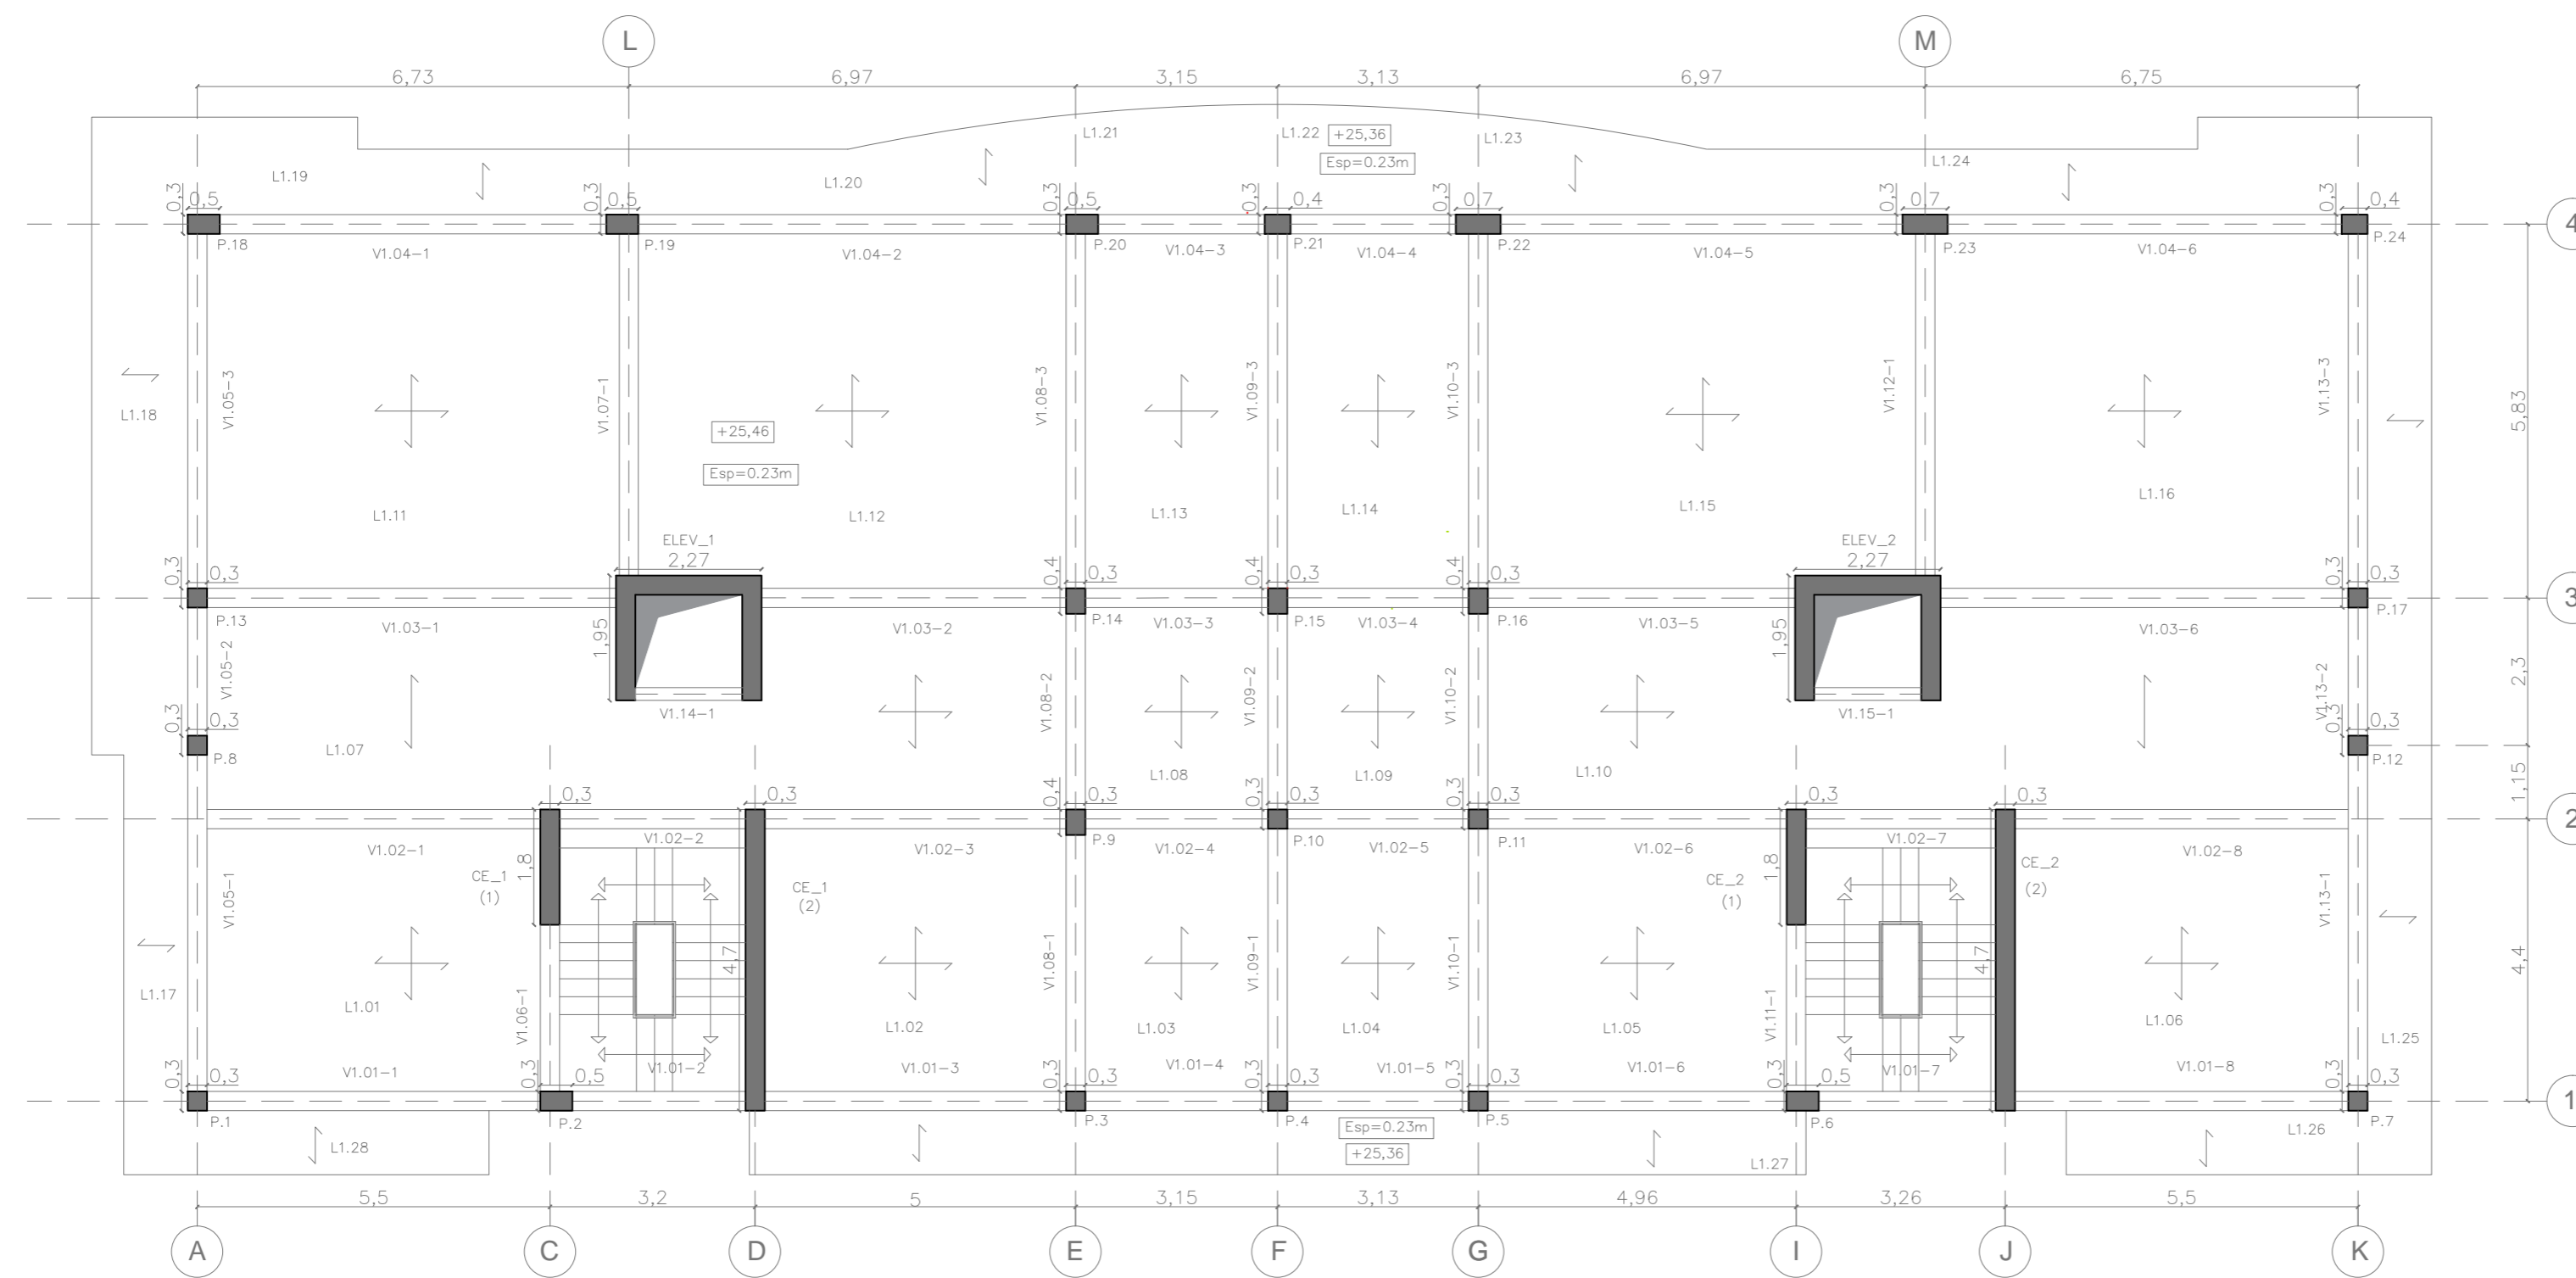 L M
6,73 6,97 3,15 3,13 6,97 6,75
L1.21 L1.22 +25,36 L1.23
Esp=0.23m L1.24
L1.19 L1.20
0,3 0,5 0,3 0,5 0,3 0,5 0,3 0,4 0,3 0,7 0,3 0,7 0,3 0,4
4
P.18 P.19 P.20 P.21 P.22 P.23 P.24
V1.04-1 V1.04-2 V1.04-3 V1.04-4 V1.04-5 V1.04-6
L1.18 V1.05-3 V1.07-1 V1.08-3 V1.09-3 V1.10-3 V1.12-1 V1.13-3 5,83
+25,46
Esp=0.23m
L1.11 L1.12 L1.13 L1.14 L1.15 L1.16
ELEV_1 ELEV_2
2,27 2,27
0,3 0,3 0,4 0,3 0,4 0,3 0,4 0,3 0,3 0,3
3
P.13 P.14 P.15 P.16 P.17
V1.03-1 V1.03-2 V1.03-3 V1.03-4 V1.03-5 V1.03-6
1,95 1,95
V1.05-2 V1.08-2 V1.09-2 V1.10-2 V1.13-2 2,3
V1.14-1 V1.15-1
0,3 0,3 0,3 0,3
L1.07 P.8 L1.08 L1.09 L1.10 P.12
1,15
0,3 0,3 0,4 0,3 0,3 0,3 0,3 0,3 0,3 0,3
2
V1.02-2 P.9 P.10 P.11 V1.02-7
V1.02-1 V1.02-3 V1.02-4 V1.02-5 V1.02-6 V1.02-8
CE_1 1,8 CE_1 CE_2 1,8 CE_2
(1) (2) (1) (2)
V1.05-1 4,7 V1.08-1 V1.09-1 V1.10-1 4,7 V1.13-1 4,4
L1.17 L1.01 V1.06-1 L1.02 L1.03 L1.04 L1.05 V1.11-1 L1.06 L1.25
V1.01-1 V1.01-2 V1.01-3 V1.01-4 V1.01-5 V1.01-6 V1.01-7 V1.01-8
0,3 0,3 0,3 0,5 0,3 0,3 0,3 0,3 0,3 0,3 0,3 0,5 0,3 0,3
1
P.1 P.2 P.3 P.4 P.5 P.6 P.7
L1.28 Esp=0.23m L1.26
+25,36 L1.27
5,5 3,2 5 3,15 3,13 4,96 3,26 5,5
A C D E F G I J K